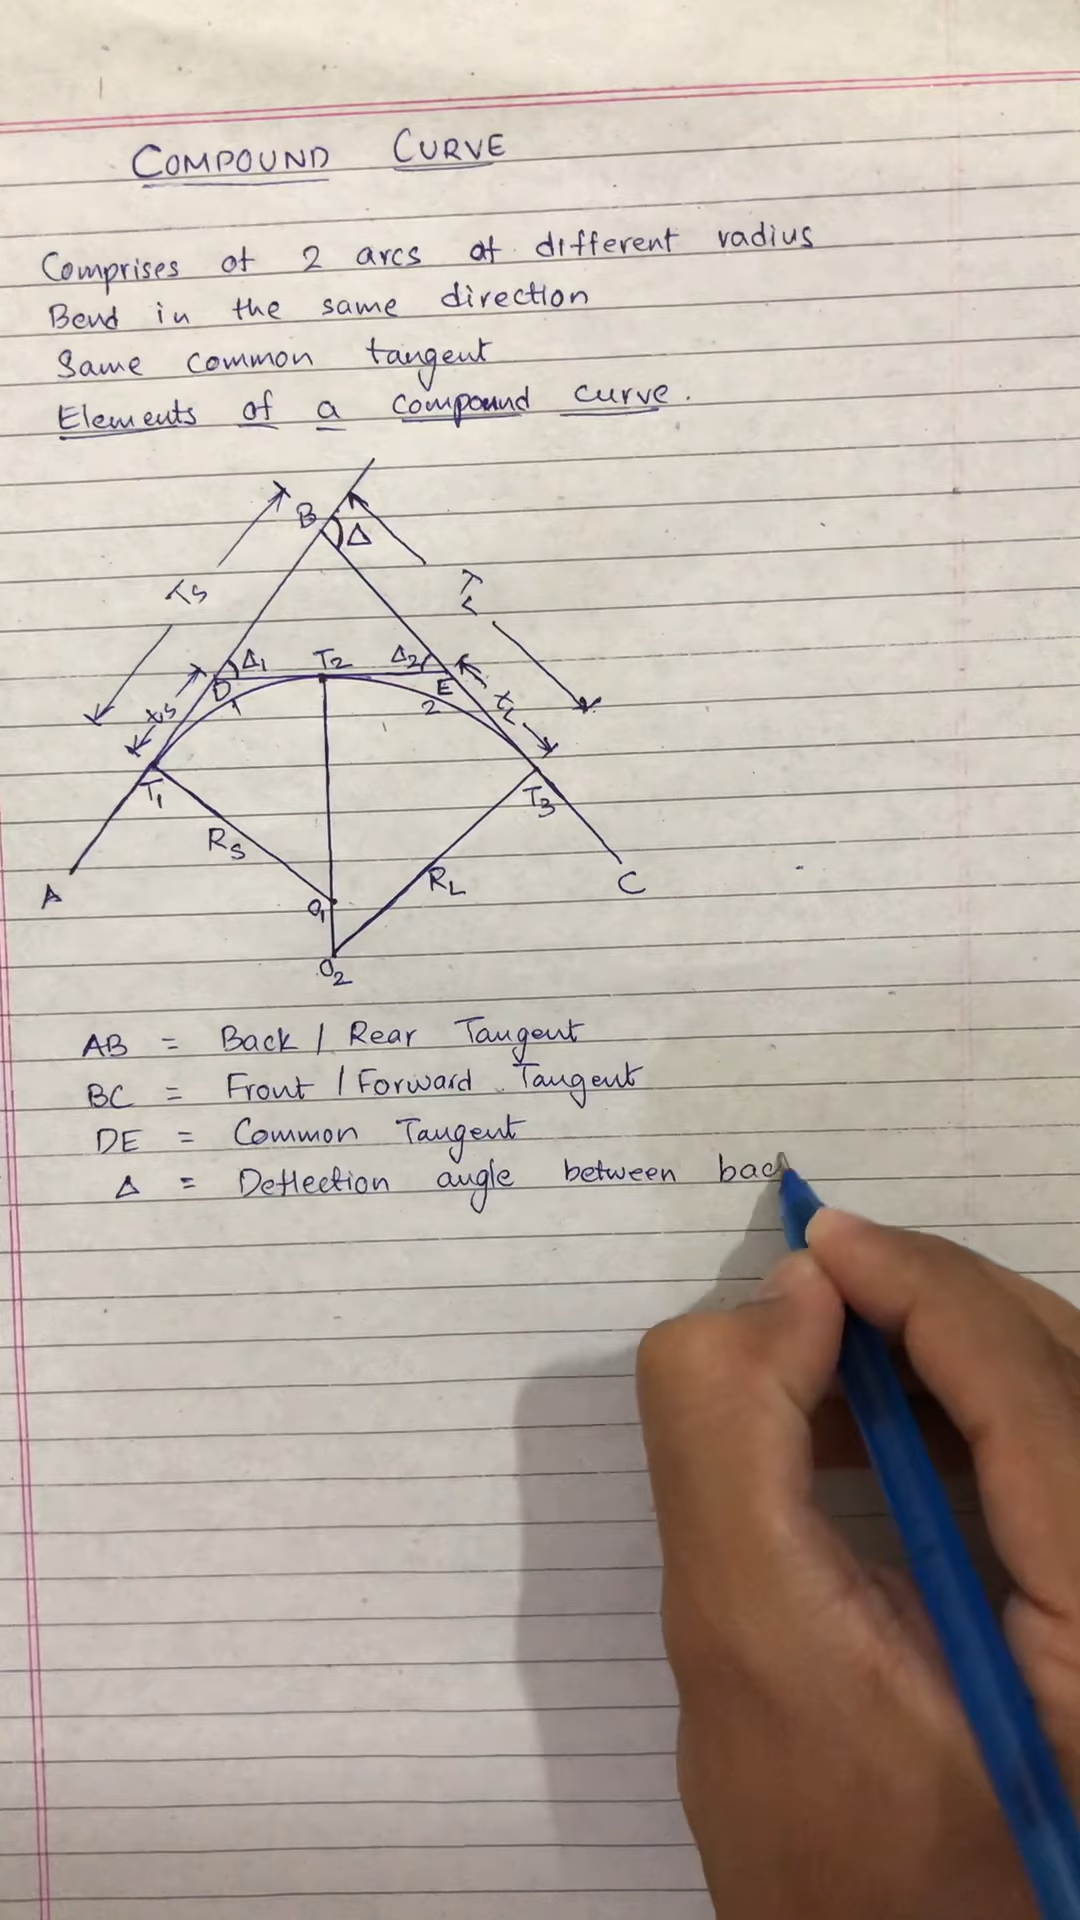 COMPOUND CURVE
Comprises of 2 arcs of different radius
Bend in the same direction
Same common tangent
Elements of a compound curve.
B
Δ
Ts
TL
Δ1
T2
Δ2
D
E
ts
1
2
tL
T1
T3
Rs
RL
A
C
O1
O2
AB = Back / Rear Tangent
BC = Front / Forward Tangent
DE = Common Tangent
Δ = Deflection angle between bac